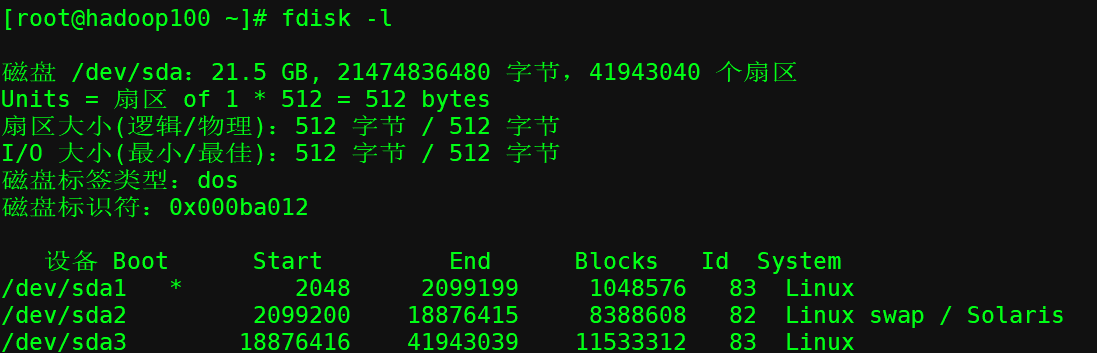 [root@hadoop100 ~]# fdisk -l
磁盘 /dev/sda：21.5 GB, 21474836480 字节，41943040 个扇区
Units = 扇区 of 1 * 512 = 512 bytes
扇区大小(逻辑/物理)：512 字节 / 512 字节
I/O 大小(最小/最佳)：512 字节 / 512 字节
磁盘标签类型：dos
磁盘标识符：0x000ba012
设备 Boot      Start         End      Blocks   Id  System
/dev/sda1   *        2048     2099199     1048576   83  Linux
/dev/sda2         2099200    18876415     8388608   82  Linux swap / Solaris
/dev/sda3        18876416    41943039    11533312   83  Linux